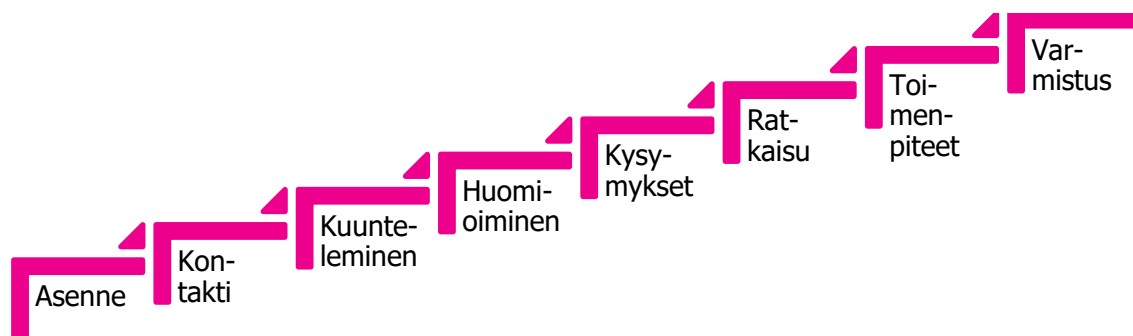 Asenne
Kon-
takti
Kuunte-
leminen
Huomi-
oiminen
Kysy-
mykset
Rat-
kaisu
Toi-
men-
piteet
Var-
mistus